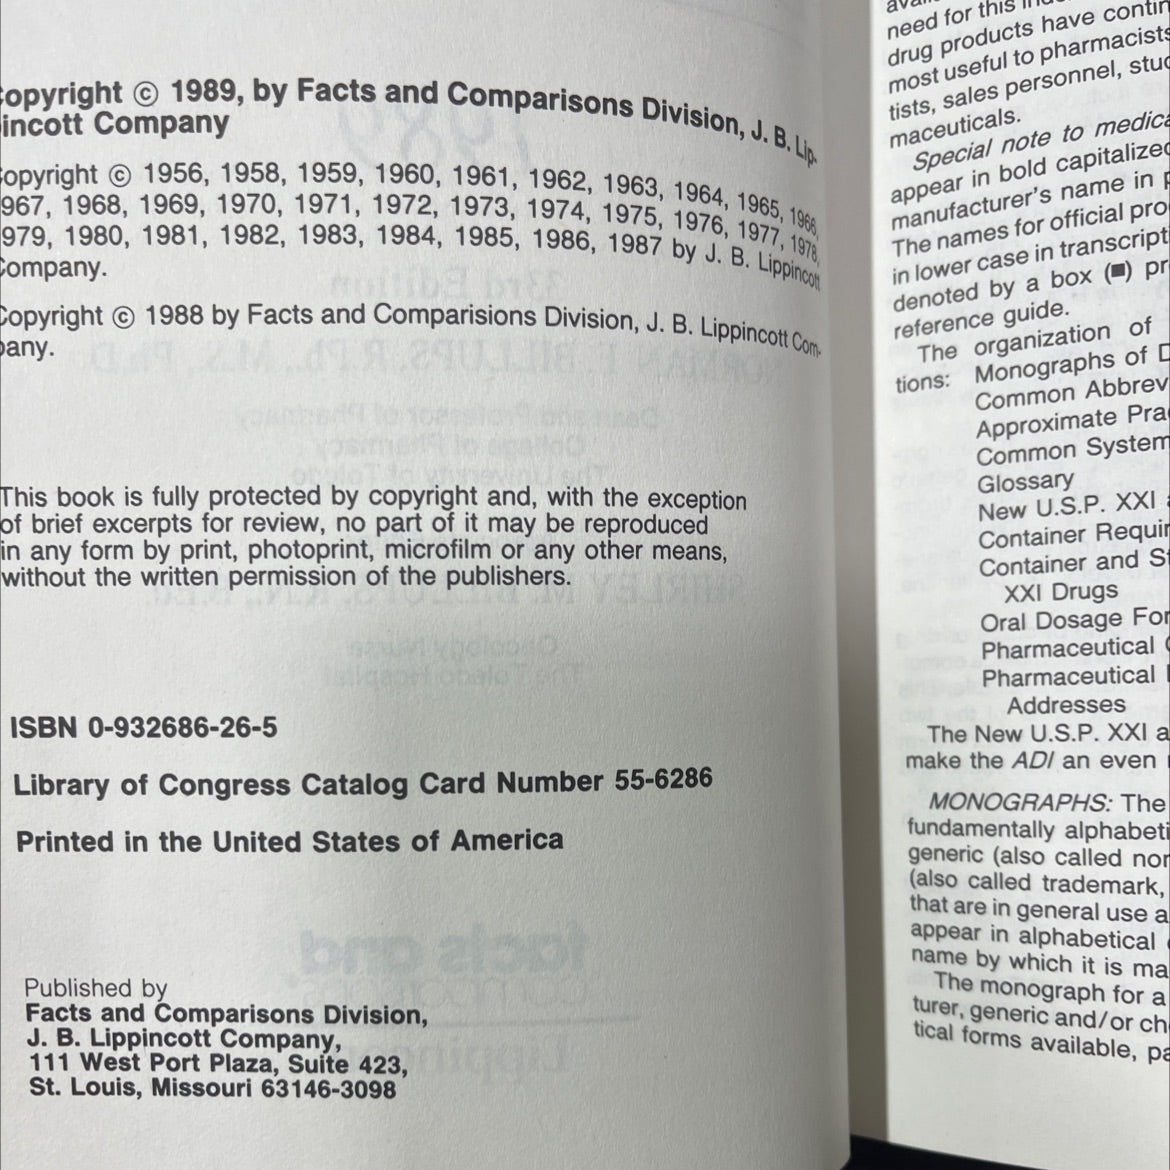 opyright © 1989, by Facts and Comparisons Division, J. B. Lip-
incott Company
opyright © 1956, 1958, 1959, 1960, 1961, 1962, 1963, 1964, 1965, 1966,
967, 1968, 1969, 1970, 1971, 1972, 1973, 1974, 1975, 1976, 1977, 1978,
979, 1980, 1981, 1982, 1983, 1984, 1985, 1986, 1987 by J. B. Lippincott
Company.
Copyright © 1988 by Facts and Comparisions Division, J. B. Lippincott Com-
pany.
This book is fully protected by copyright and, with the exception
of brief excerpts for review, no part of it may be reproduced
in any form by print, photoprint, microfilm or any other means,
without the written permission of the publishers.
ISBN 0-932686-26-5
Library of Congress Catalog Card Number 55-6286
Printed in the United States of America
Published by
Facts and Comparisons Division,
J. B. Lippincott Company,
111 West Port Plaza, Suite 423,
St. Louis, Missouri 63146-3098
need for this
drug products have contin
most useful to pharmacists
tists, sales personnel, stud
maceuticals.
Special note to medica
appear in bold capitalized
manufacturer's name in p
The names for official pro
in lower case in transcripti
denoted by a box (■) pr
reference guide.
The organization of
tions: Monographs of D
Common Abbrev
Approximate Prac
Common System
Glossary
New U.S.P. XXI a
Container Requir
Container and St
XXI Drugs
Oral Dosage For
Pharmaceutical
Pharmaceutical
Addresses
The New U.S.P. XXI a
make the ADI an even
MONOGRAPHS: The
fundamentally alphabeti
generic (also called non
(also called trademark,
that are in general use a
appear in alphabetical
name by which it is ma
The monograph for a
turer, generic and/or ch
tical forms available, pa